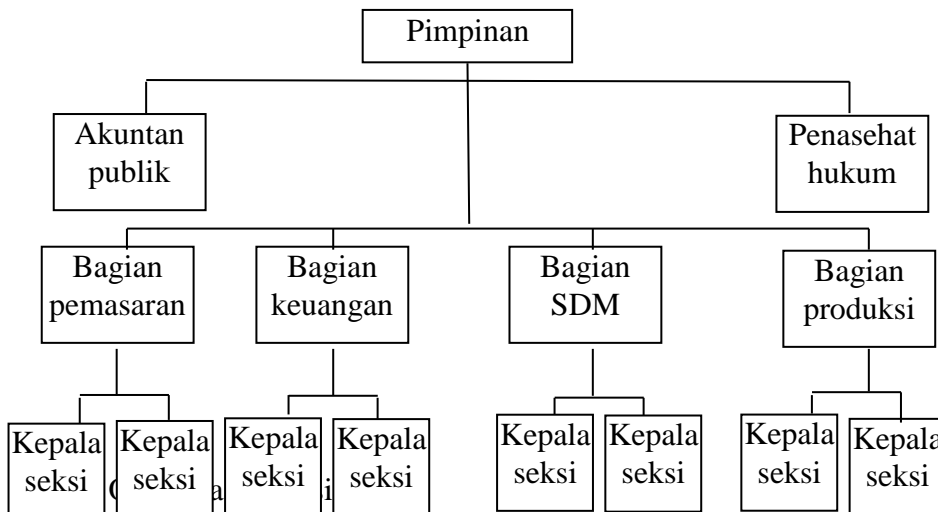 Pimpinan
Akuntan
publik
Penasehat
hukum
Bagian
pemasaran
Bagian
keuangan
Bagian
SDM
Bagian
produksi
Kepala
seksi
Kepala
seksi
Kepala
seksi
Kepala
seksi
Kepala
seksi
Kepala
seksi
Kepala
seksi
Kepala
seksi